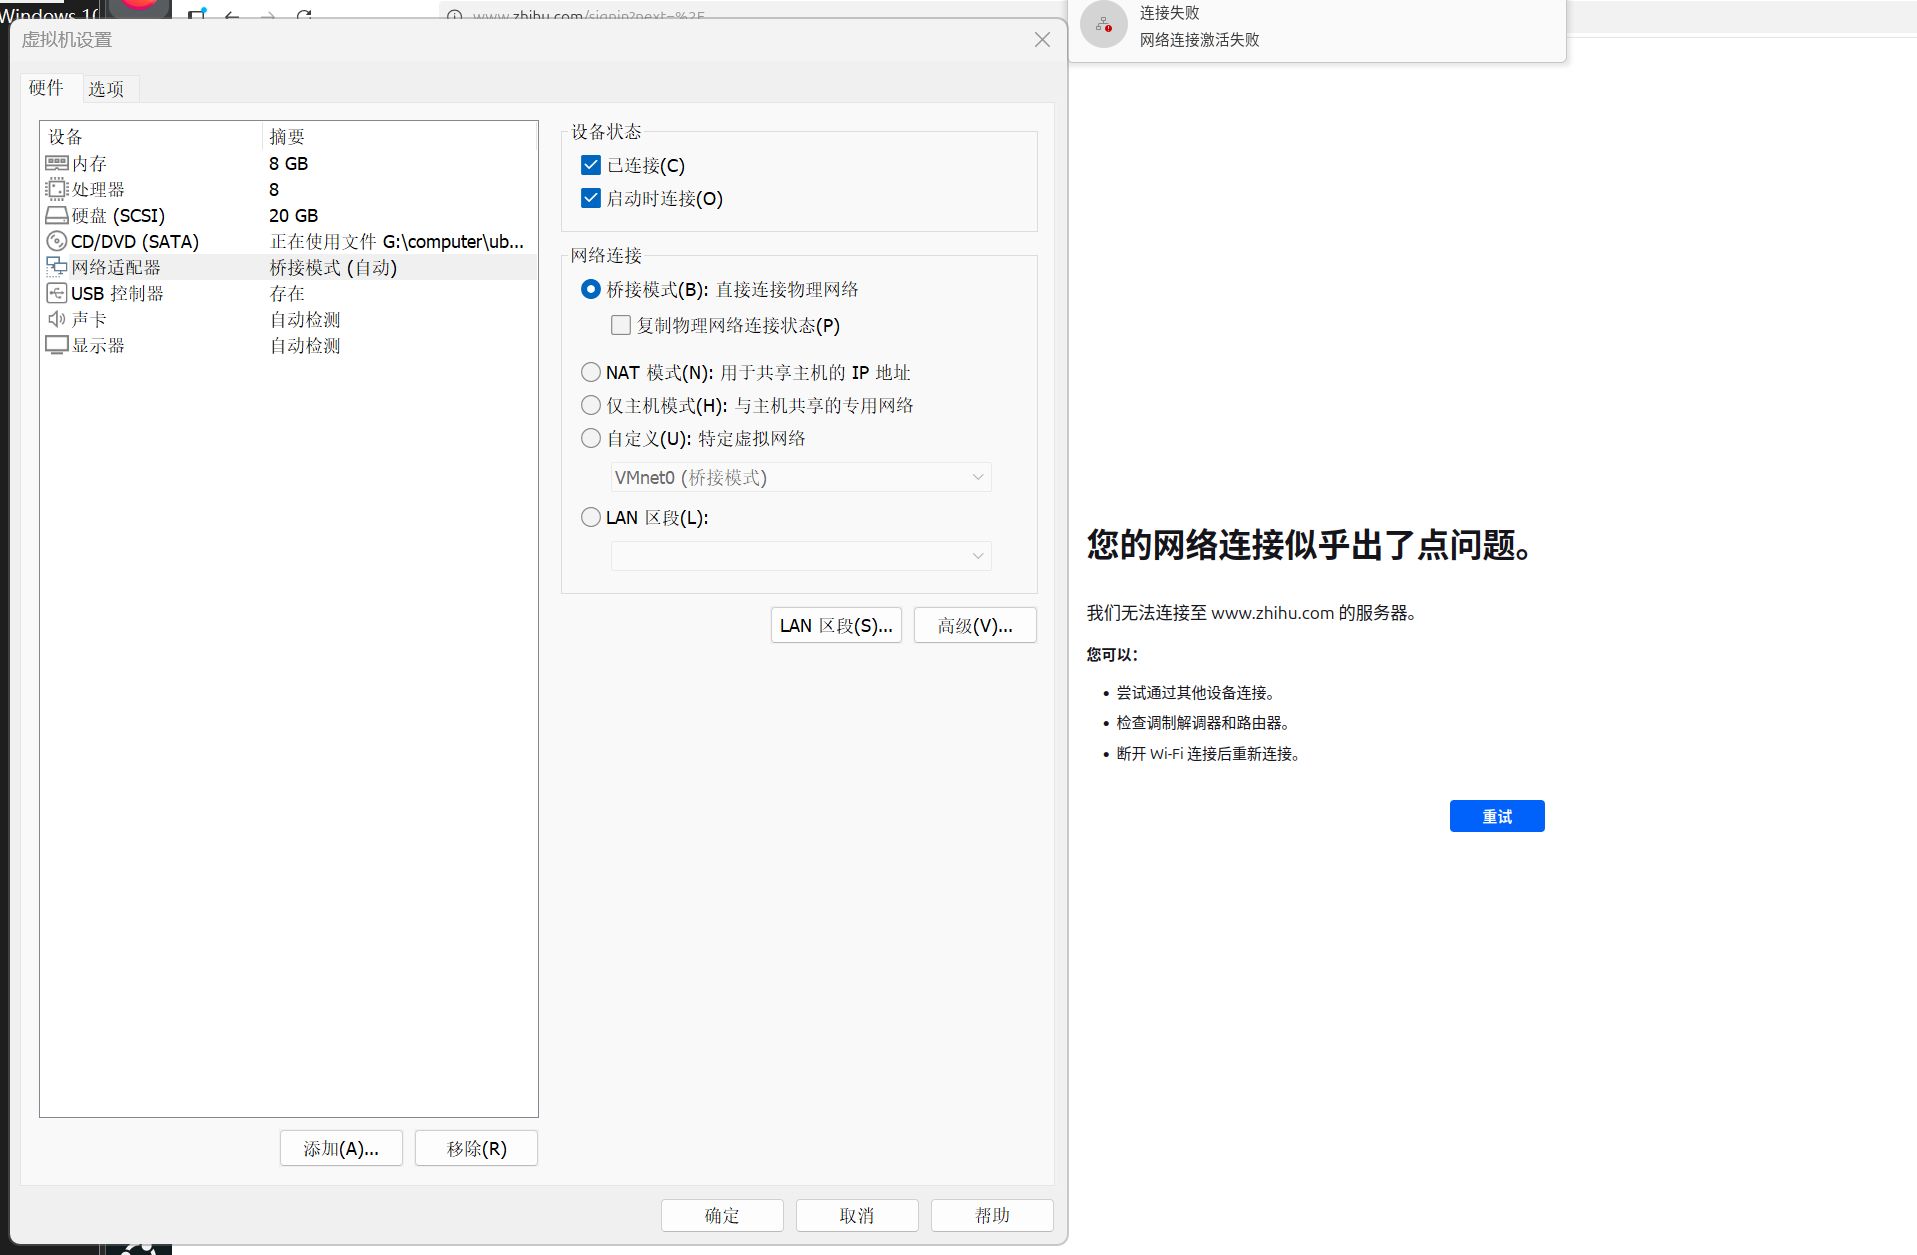 Windows 10
www.zhihu.com/signin?next=%2F
虚拟机设置
硬件
选项
设备
摘要
内存
8 GB
处理器
8
硬盘 (SCSI)
20 GB
CD/DVD (SATA)
正在使用文件 G:\computer\ub...
网络适配器
桥接模式 (自动)
USB 控制器
存在
声卡
自动检测
显示器
自动检测
添加(A)...
移除(R)
设备状态
已连接(C)
启动时连接(O)
网络连接
桥接模式(B): 直接连接物理网络
复制物理网络连接状态(P)
NAT 模式(N): 用于共享主机的 IP 地址
仅主机模式(H): 与主机共享的专用网络
自定义(U): 特定虚拟网络
VMnet0 (桥接模式)
LAN 区段(L):
LAN 区段(S)...
高级(V)...
确定
取消
帮助
连接失败
网络连接激活失败
您的网络连接似乎出了点问题。
我们无法连接至 www.zhihu.com 的服务器。
您可以：
• 尝试通过其他设备连接。
• 检查调制解调器和路由器。
• 断开 Wi-Fi 连接后重新连接。
重试